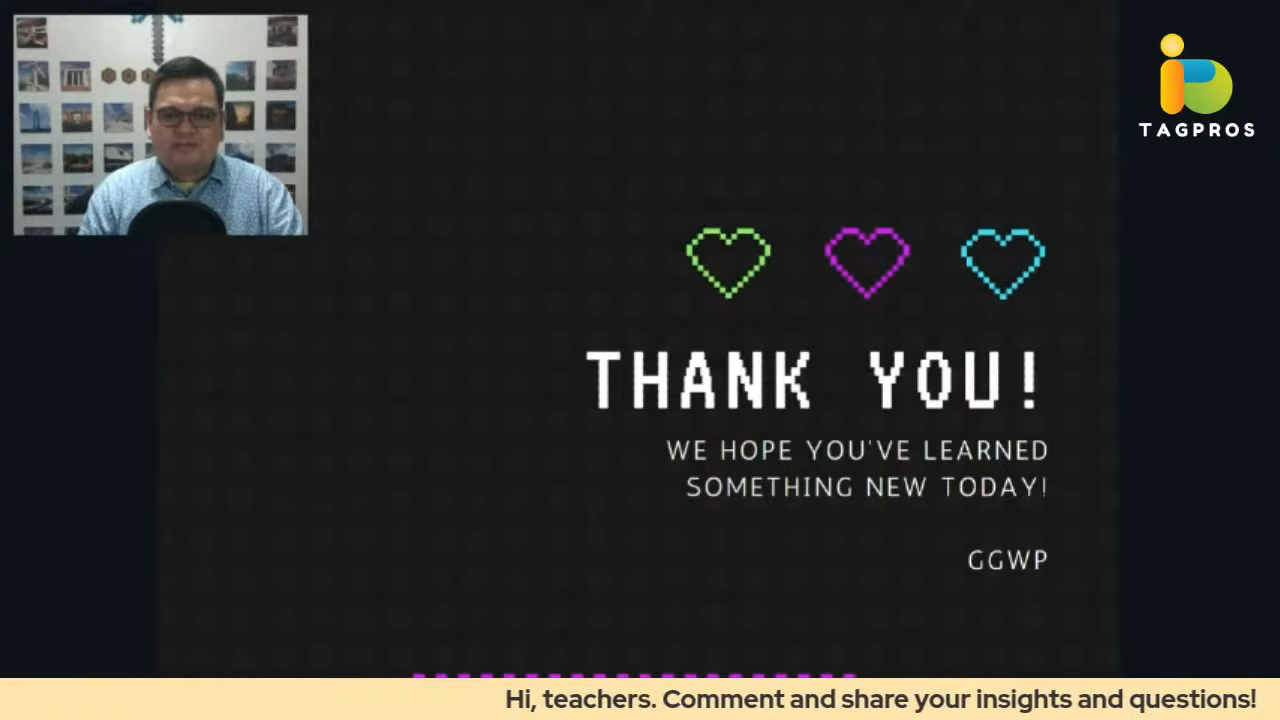 TAGPROS
THANK YOU!
WE HOPE YOU'VE LEARNED
SOMETHING NEW TODAY!
GGWP
Hi, teachers. Comment and share your insights and questions!